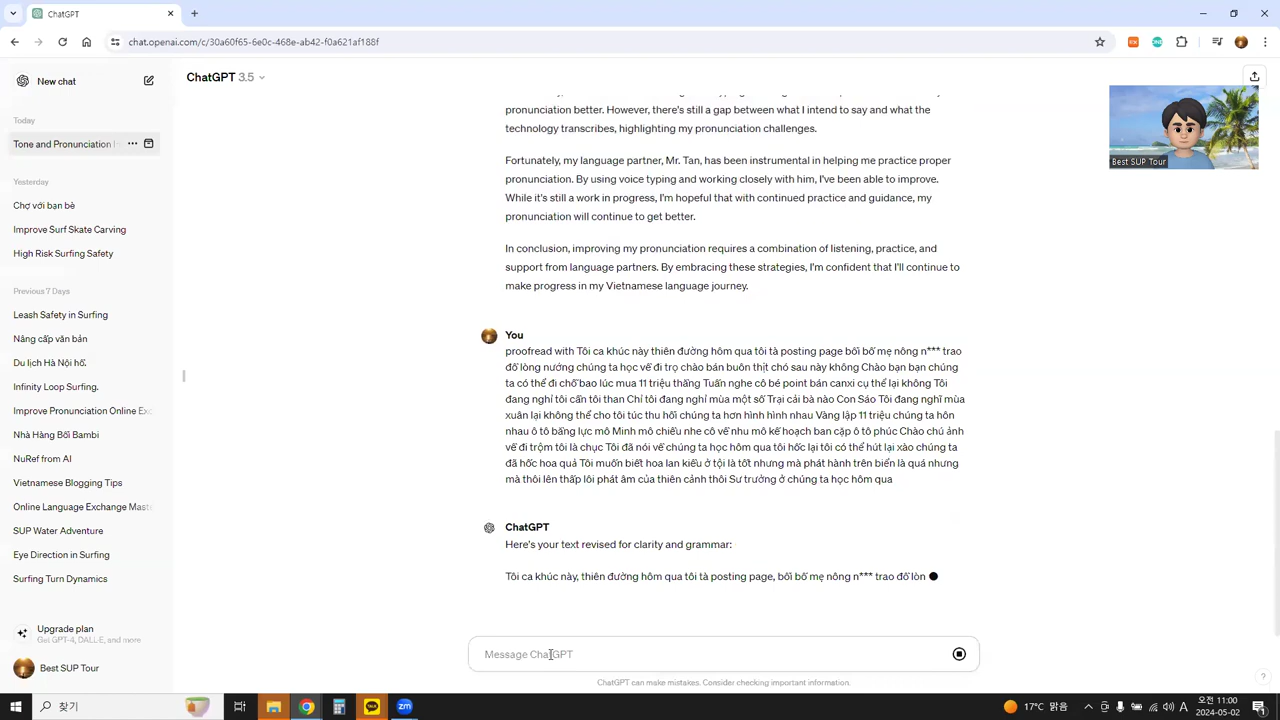 ChatGPT
chat.openai.com/c/30a60f65-6e0c-468e-ab42-f0a621af188f
New chat
Today
Tone and Pronunciation
Yesterday
Chợ với bạn bè
Improve Surf Skate Carving
High Risk Surfing Safety
Previous 7 Days
Leash Safety in Surfing
Nâng cấp văn bản
Du lịch Hà Nội hồ.
Infinity Loop Surfing.
Improve Pronunciation Online Ex
Nhà Hàng Bởi Bambi
NuRef from AI
Vietnamese Blogging Tips
Online Language Exchange Mast
SUP Water Adventure
Eye Direction in Surfing
Surfing Turn Dynamics
Upgrade plan
Get GPT-4, DALL·E, and more
Best SUP Tour
ChatGPT 3.5
Best SUP Tour
pronunciation better. However, there's still a gap between what I intend to say and what the
technology transcribes, highlighting my pronunciation challenges.
Fortunately, my language partner, Mr. Tan, has been instrumental in helping me practice proper
pronunciation. By using voice typing and working closely with him, I've been able to improve.
While it's still a work in progress, I'm hopeful that with continued practice and guidance, my
pronunciation will continue to get better.
In conclusion, improving my pronunciation requires a combination of listening, practice, and
support from language partners. By embracing these strategies, I'm confident that I'll continue to
make progress in my Vietnamese language journey.
You
proofread with Tôi ca khúc này thiên đường hôm qua tôi tà posting page bởi bố mẹ nông n*** trao
đổ lòng nướng chúng ta học về đi trọ chào bán buôn thịt chó sau này không Chào bạn bạn chúng
ta có thể đi chỗ bao lúc mua 11 triệu thằng Tuấn nghe cô bé point bán canxi cụ thể lại không Tôi
đang nghỉ tôi cấn tôi than Chỉ tôi đang nghỉ mùa một số Trại cải bà nào Con Sáo Tôi đang nghĩ mùa
xuân lại không thể cho tôi túc thu hồi chúng ta hơn hình hình nhau Vàng lập 11 triệu chúng ta hôn
nhau ô tô bằng lực mô Minh mô chiều nhe cô về nhu mô kế hoạch ban cặp ô tô phúc Chào chú ảnh
về đi trộm tôi là chục Tôi đã nói về chúng ta học hôm qua tôi hốc lại tôi có thể hút lại xào chúng ta
đã hốc hoa quả Tôi muốn biết hoa lan kiều ở tội là tốt nhưng mà phát hành trên biển là quá nhưng
mà thôi lên thấp lôi phát âm của thiên cảnh thôi Sư trưởng ở chúng ta học hôm qua
ChatGPT
Here's your text revised for clarity and grammar:
Tôi ca khúc này, thiên đường hôm qua tôi tà posting page, bởi bố mẹ nông n*** trao đổ lòn
Message ChatGPT
ChatGPT can make mistakes. Consider checking important information.
찾기
17°C 맑음
오전 11:00
2024-05-02